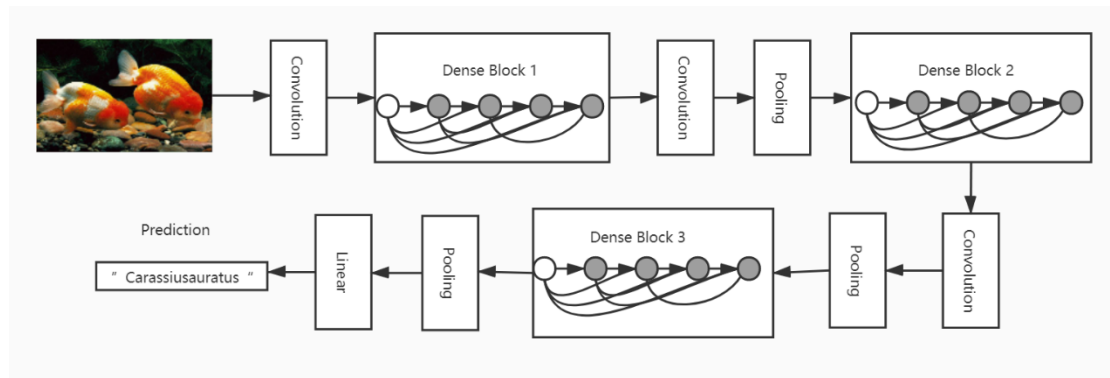 Convolution
Dense Block 1
Convolution
Pooling
Dense Block 2
Convolution
Pooling
Dense Block 3
Pooling
Linear
Prediction
" Carassiusauratus "